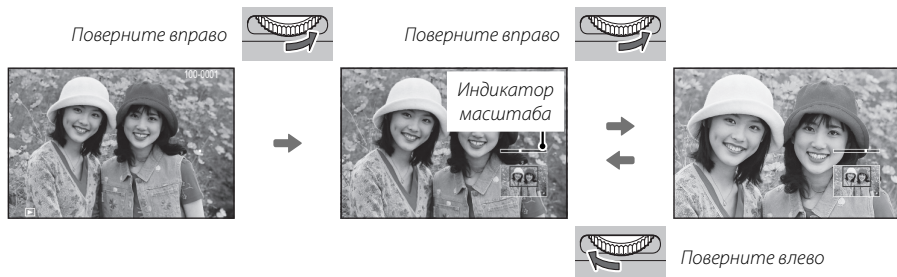 Поверните вправо
Поверните вправо
100-0001
Индикатор
масштаба
Поверните влево